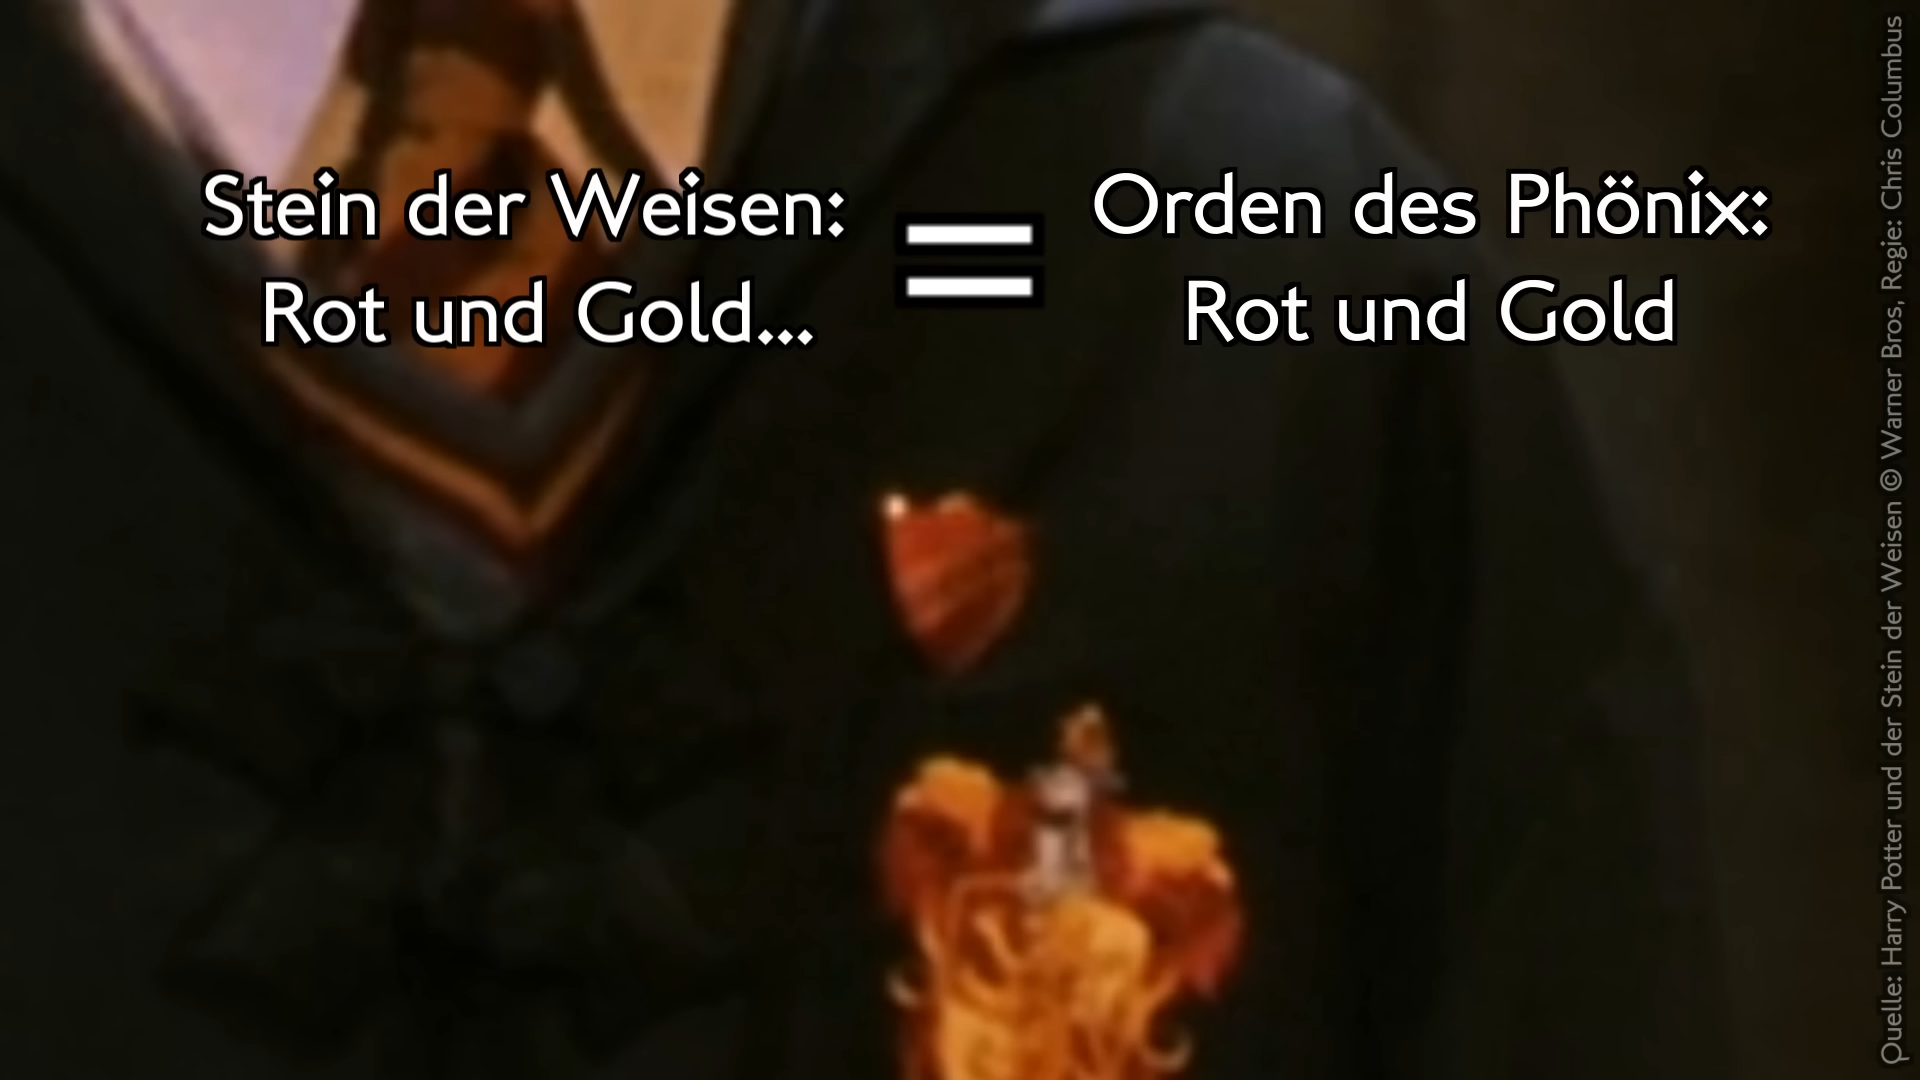 Stein der Weisen:
Rot und Gold...
=
Orden des Phönix:
Rot und Gold
Quelle: Harry Potter und der Stein der Weisen © Warner Bros, Regie: Chris Columbus